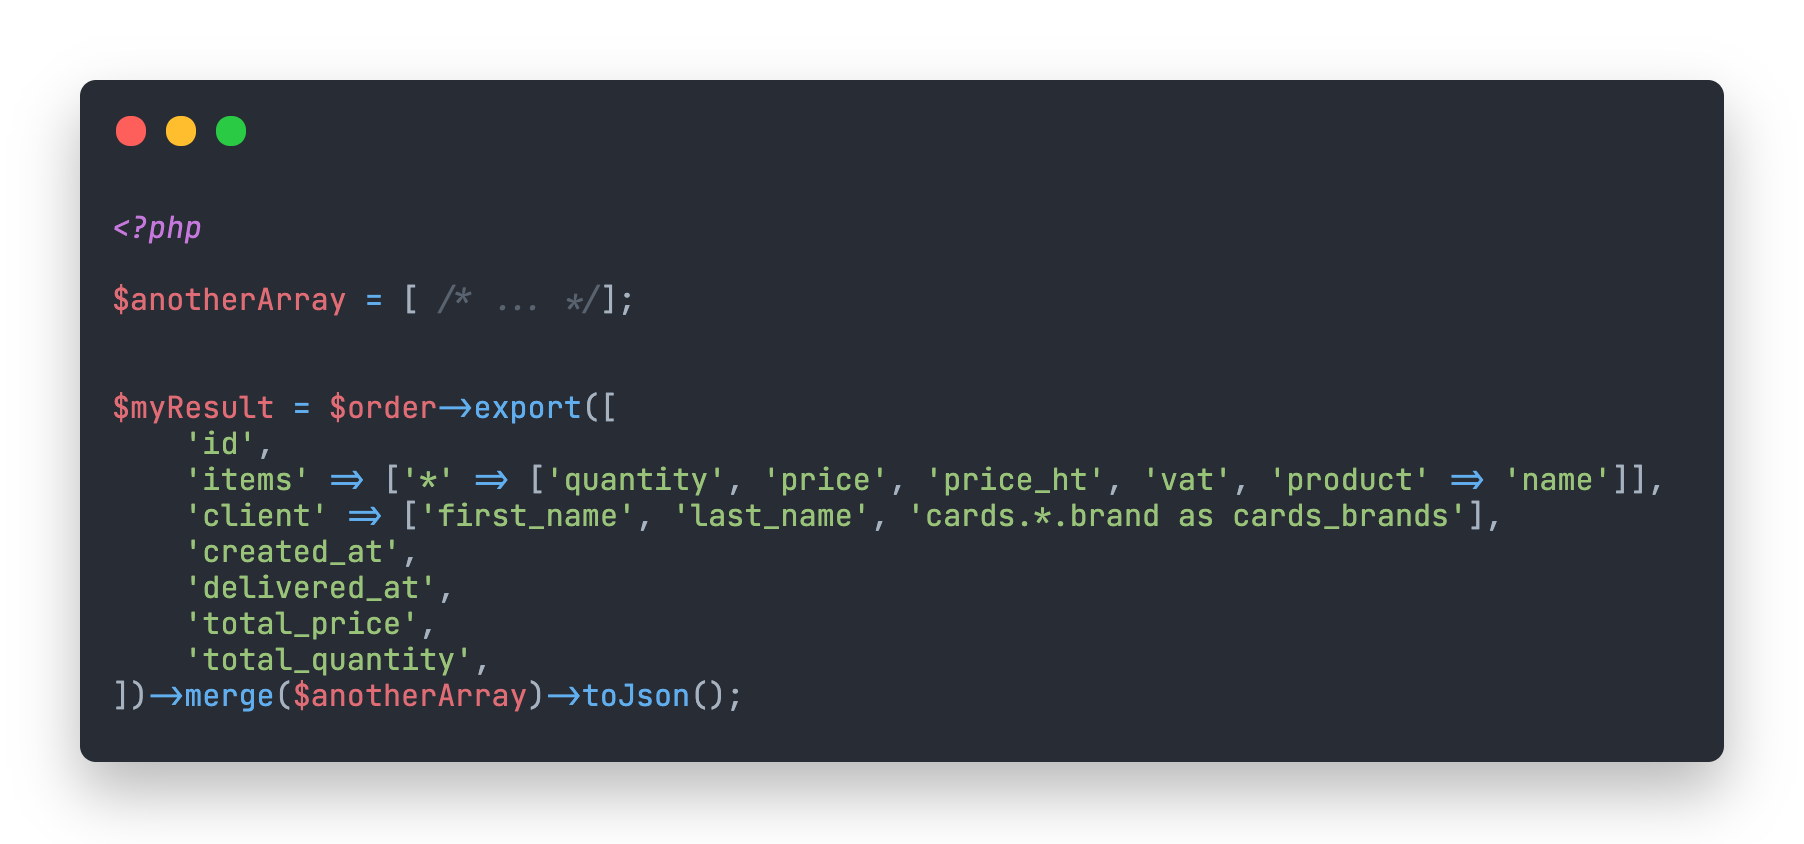 <?php
$anotherArray = [ /* ... */];
$myResult = $order->export([
    'id',
    'items' => ['*' => ['quantity', 'price', 'price_ht', 'vat', 'product' => 'name']],
    'client' => ['first_name', 'last_name', 'cards.*.brand as cards_brands'],
    'created_at',
    'delivered_at',
    'total_price',
    'total_quantity',
])->merge($anotherArray)->toJson();